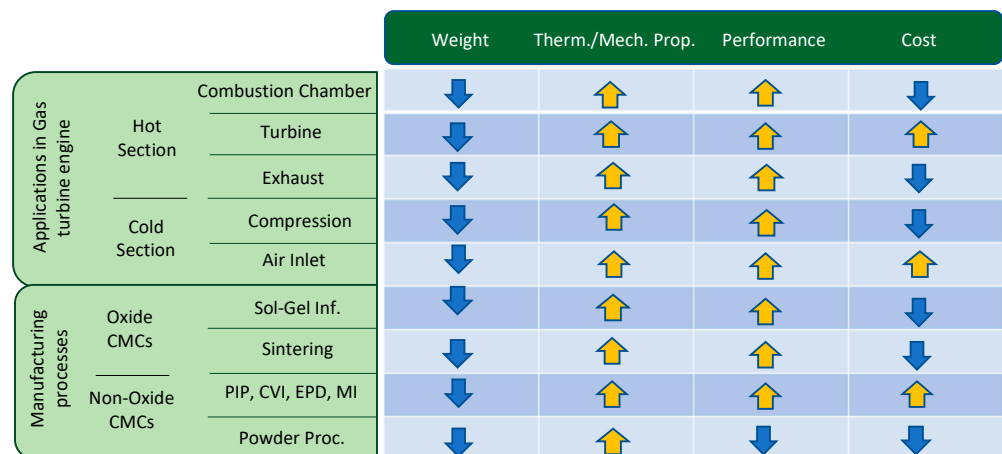 Weight Therm./Mech. Prop. Performance Cost
Applications in Gas
turbine engine
Hot
Section
Combustion Chamber
Turbine
Exhaust
Cold
Section
Compression
Air Inlet
Manufacturing
processes
Oxide
CMCs
Sol-Gel Inf.
Sintering
Non-Oxide
CMCs
PIP, CVI, EPD, MI
Powder Proc.